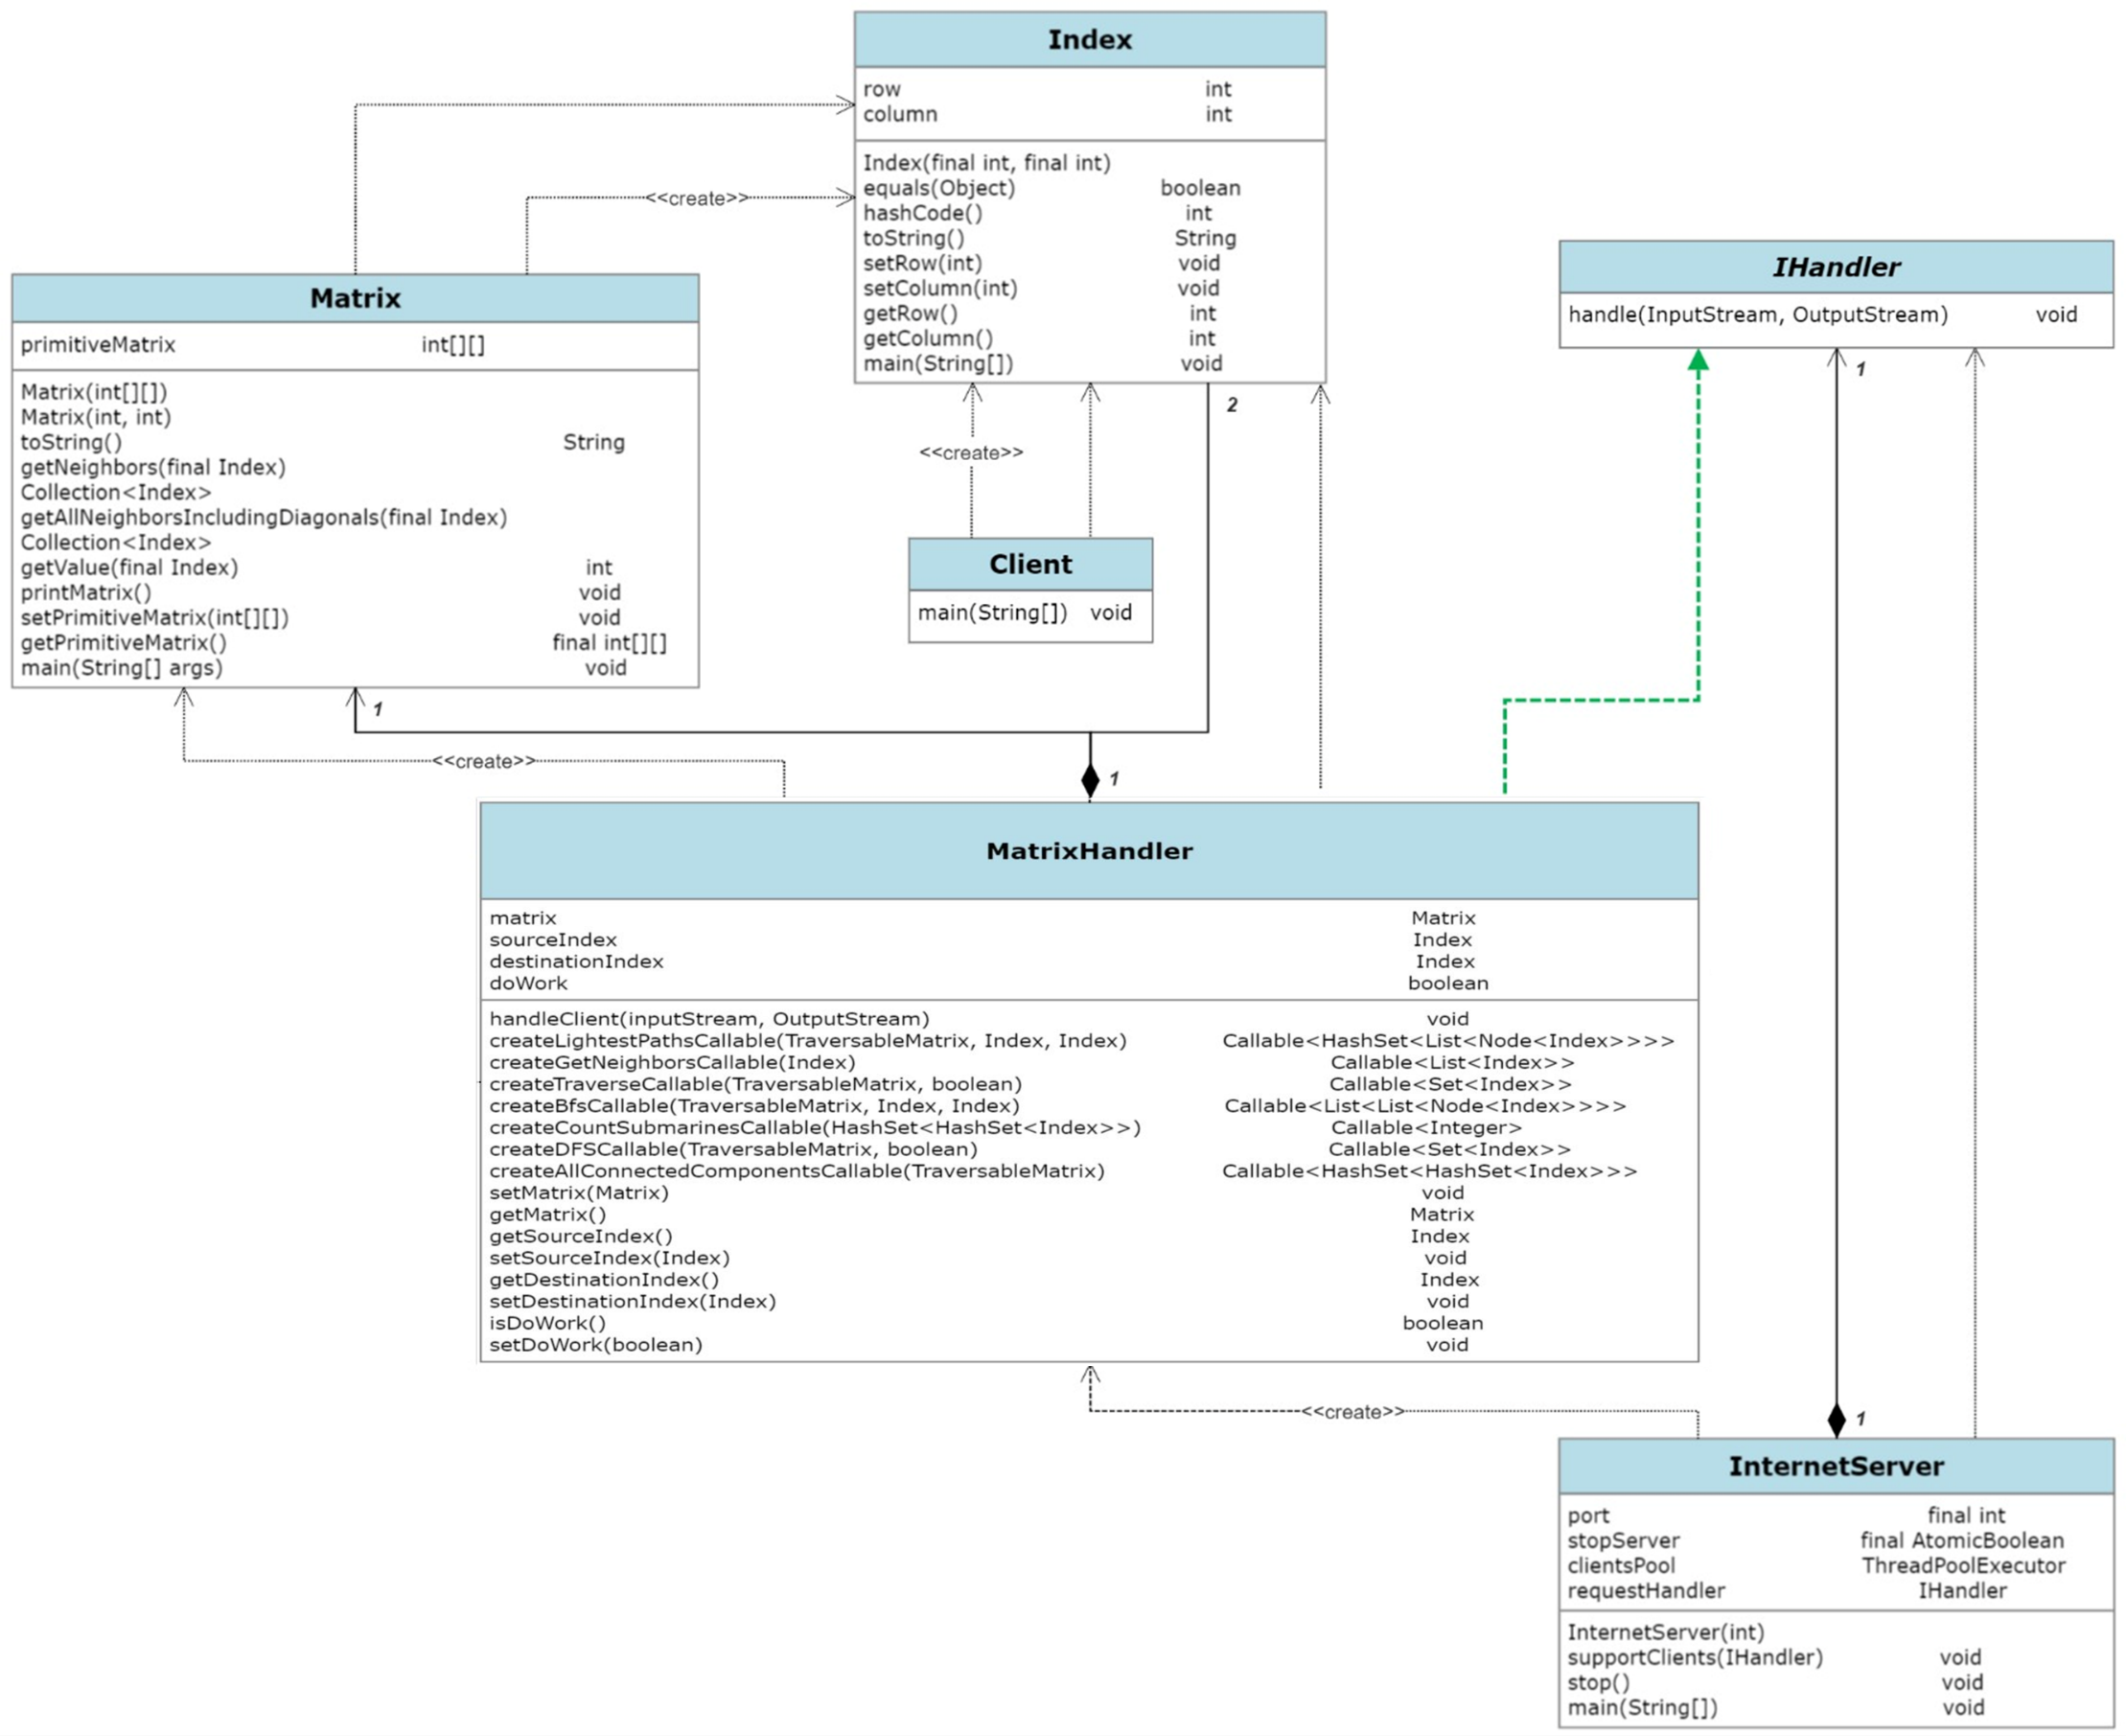 Index
row int
column int
Index(final int, final int)
equals(Object) boolean
hashCode() int
toString() String
setRow(int) void
setColumn(int) void
getRow() int
getColumn() int
main(String[]) void
<<create>>
IHandler
handle(InputStream, OutputStream) void
1
Matrix
primitiveMatrix int[][]
Matrix(int[][])
Matrix(int, int)
toString() String
getNeighbors(final Index)
Collection<Index>
getAllNeighborsIncludingDiagonals(final Index)
Collection<Index>
getValue(final Index) int
printMatrix() void
setPrimitiveMatrix(int[][]) void
getPrimitiveMatrix() final int[][]
main(String[] args) void
2
<<create>>
Client
main(String[]) void
1
<<create>>
1
MatrixHandler
matrix Matrix
sourceIndex Index
destinationIndex Index
doWork boolean
handleClient(inputStream, OutputStream) void
createLightestPathsCallable(TraversableMatrix, Index, Index) Callable<HashSet<List<Node<Index>>>>
createGetNeighborsCallable(Index) Callable<List<Index>>
createTraverseCallable(TraversableMatrix, boolean) Callable<Set<Index>>
createBfsCallable(TraversableMatrix, Index, Index) Callable<List<List<Node<Index>>>>
createCountSubmarinesCallable(HashSet<HashSet<Index>>) Callable<Integer>
createDFSCallable(TraversableMatrix, boolean) Callable<Set<Index>>
createAllConnectedComponentsCallable(TraversableMatrix) Callable<HashSet<HashSet<Index>>>
setMatrix(Matrix) void
getMatrix() Matrix
getSourceIndex() Index
setSourceIndex(Index) void
getDestinationIndex() Index
setDestinationIndex(Index) void
isDoWork() boolean
setDoWork(boolean) void
<<create>>
1
InternetServer
port final int
stopServer final AtomicBoolean
clientsPool ThreadPoolExecutor
requestHandler IHandler
InternetServer(int)
supportClients(IHandler) void
stop() void
main(String[]) void